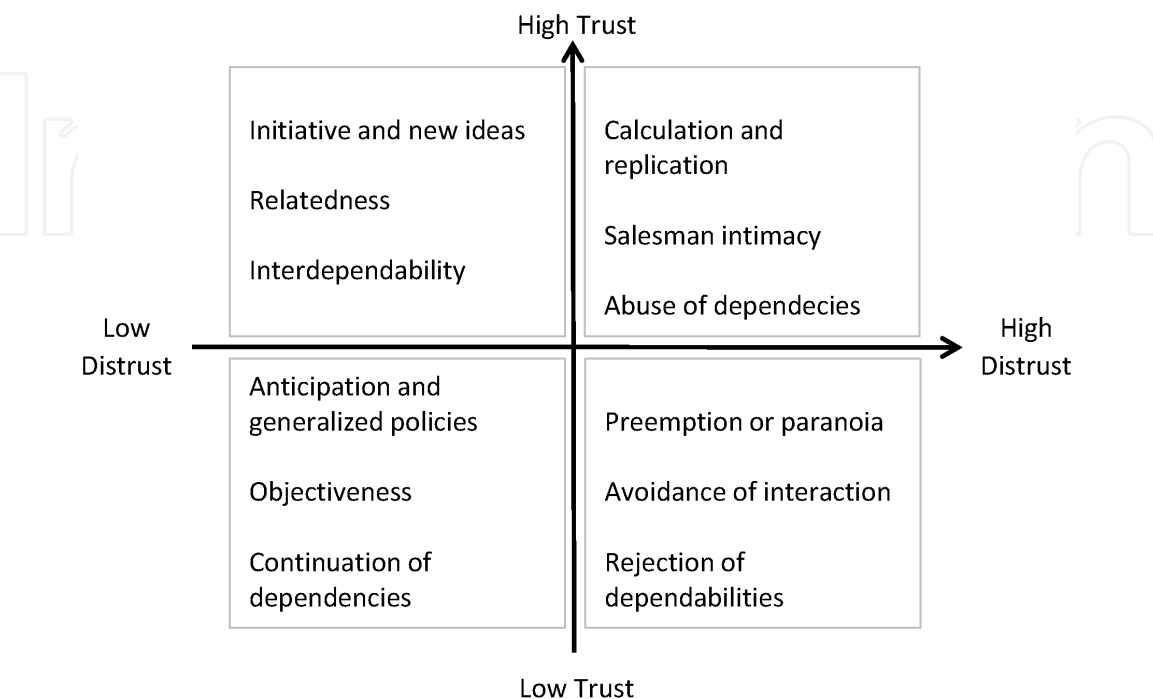 High Trust
Initiative and new ideas
Relatedness
Interdependability
Calculation and
replication
Salesman intimacy
Abuse of dependecies
Low
Distrust
High
Distrust
Anticipation and
generalized policies
Objectiveness
Continuation of
dependencies
Preemption or paranoia
Avoidance of interaction
Rejection of
dependabilities
Low Trust